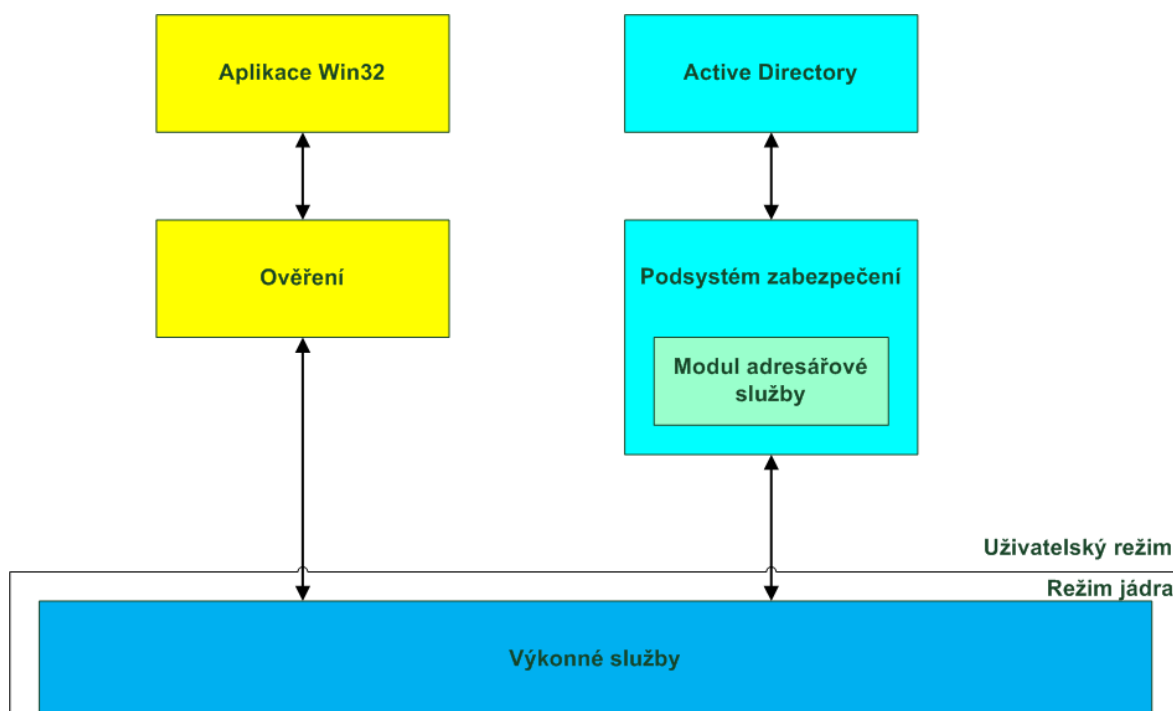 Aplikace Win32
Active Directory
Ověření
Podsystém zabezpečení
Modul adresářové
služby
Uživatelský režim
Režim jádra
Výkonné služby